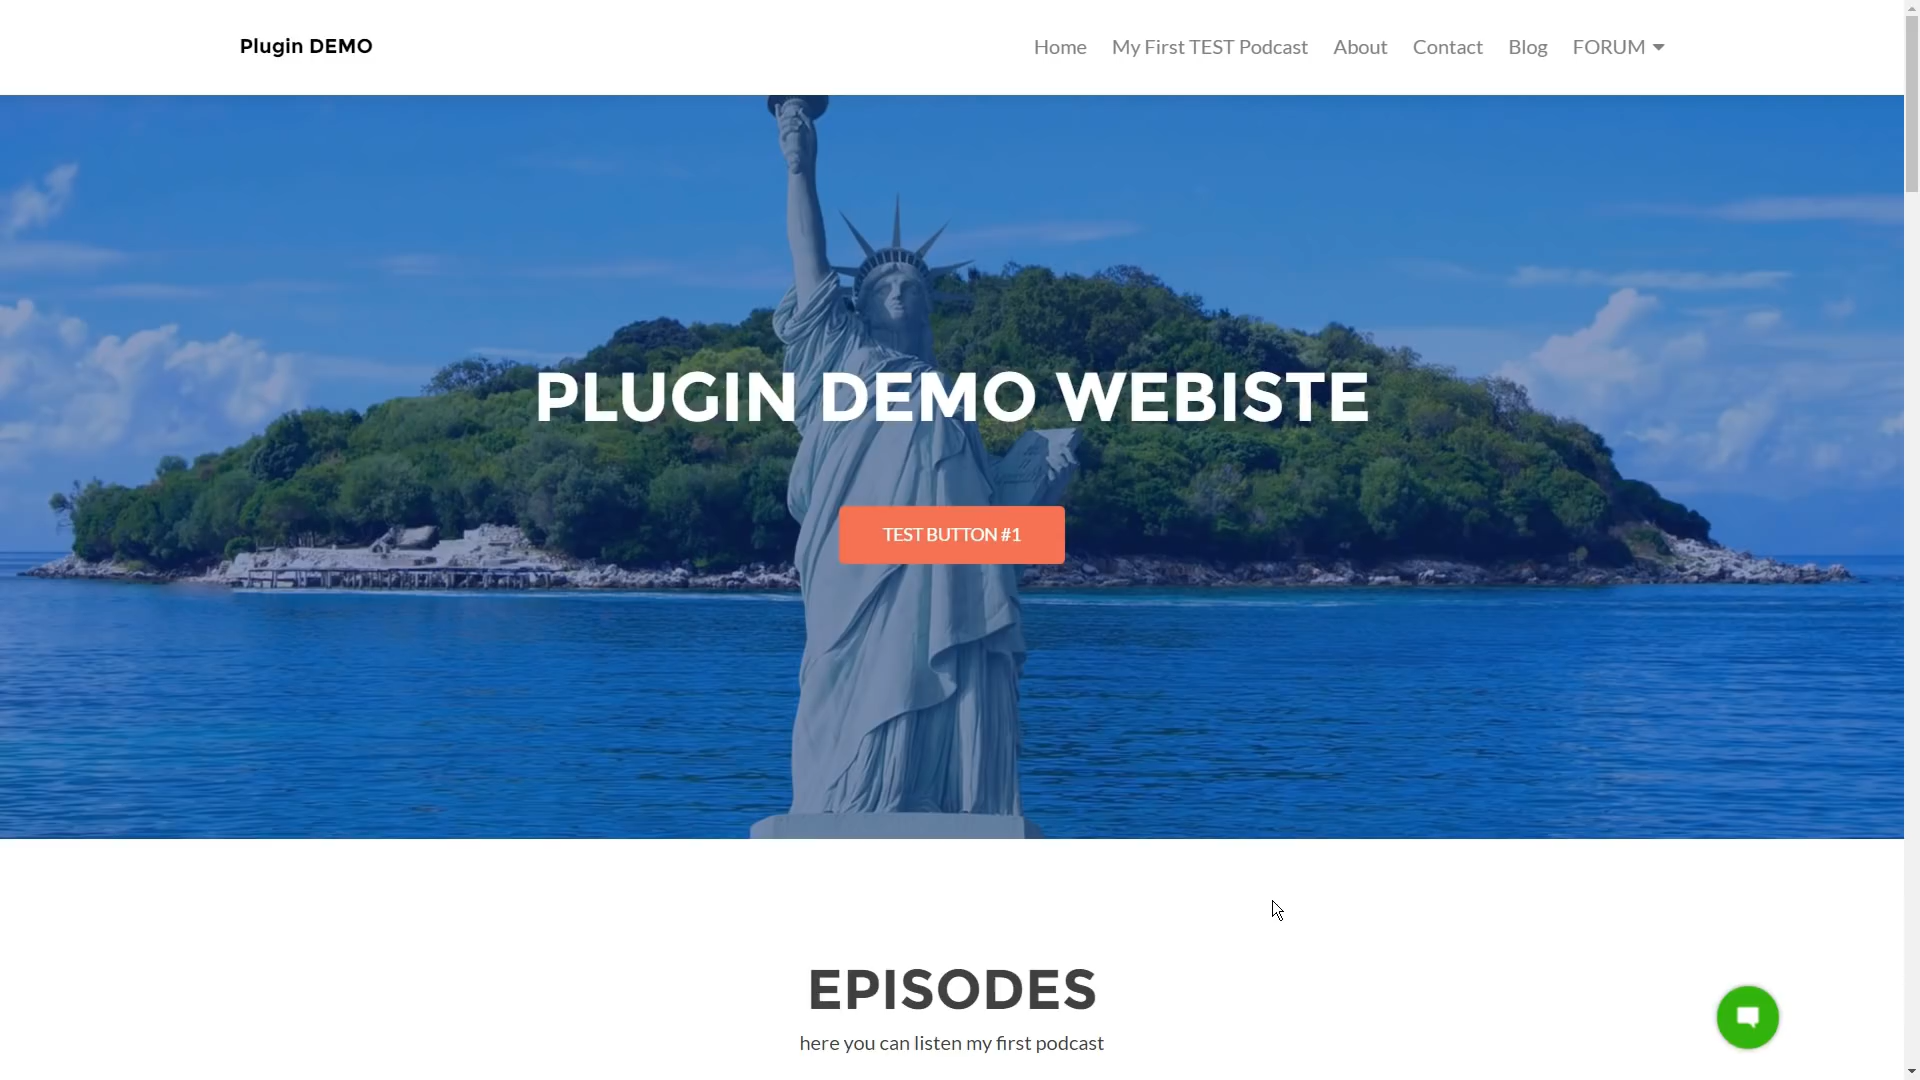 Plugin DEMO
Home My First TEST Podcast About Contact Blog FORUM
PLUGIN DEMO WEBISTE
TEST BUTTON #1
EPISODES
here you can listen my first podcast